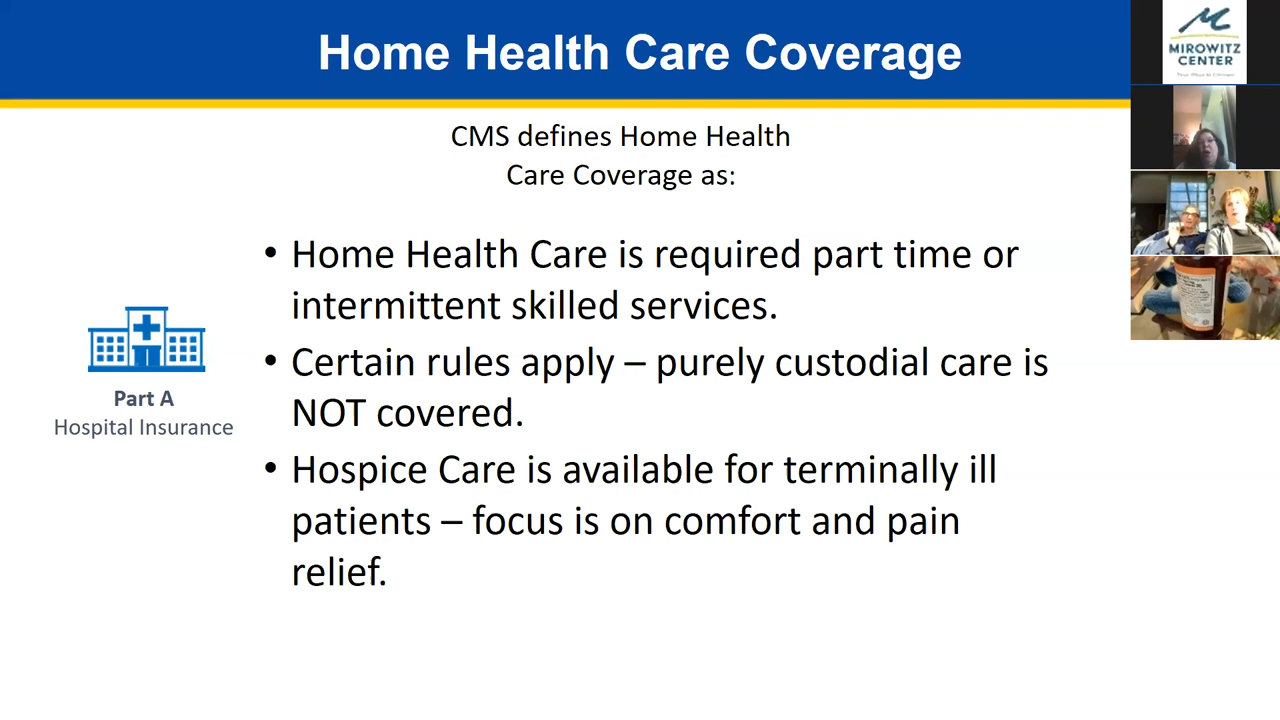 Home Health Care Coverage
CMS defines Home Health
Care Coverage as:
• Home Health Care is required part time or
intermittent skilled services.
• Certain rules apply – purely custodial care is
NOT covered.
• Hospice Care is available for terminally ill
patients – focus is on comfort and pain
relief.
Part A
Hospital Insurance
MIROWITZ
CENTER